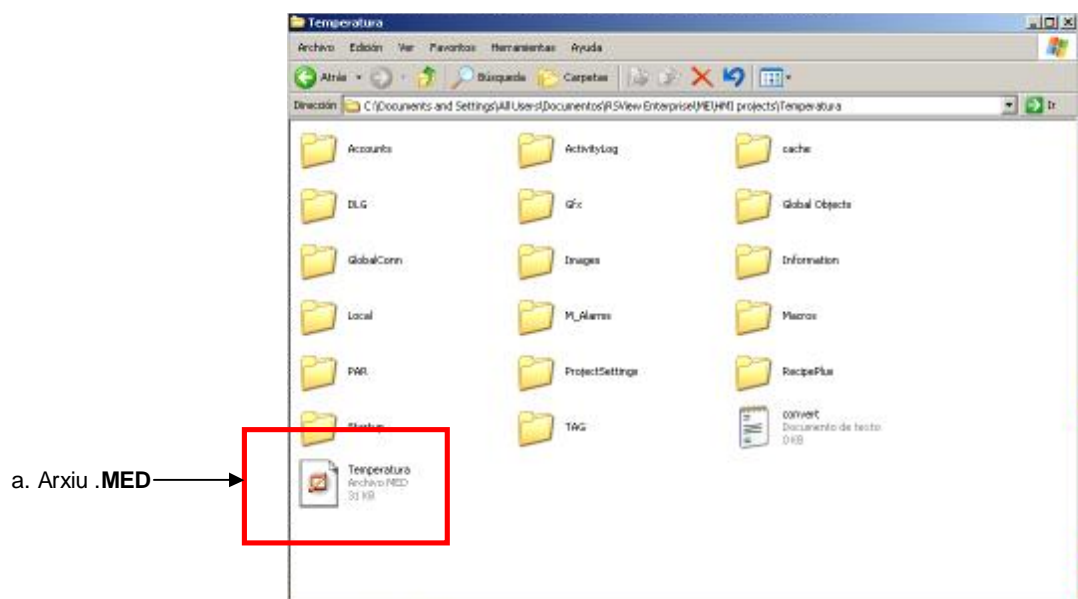 Temperatura
Archivo Edición Ver Favoritos Herramientas Ayuda
Atrás Búsqueda Carpetas
Dirección C:\Documents and Settings\All Users\Documentos\RSView Enterprise\ME\HMI projects\Temperatura Ir
Accounts ActivityLog cache
DLG Gfx Global Objects
GlobalConn Images Information
Local M_Alarms Macros
PAR ProjectSettings RecipePlus
Startup TAG convert
Documento de texto
0 KB
a. Arxiu .MED
Temperatura
Archivo MED
31 KB